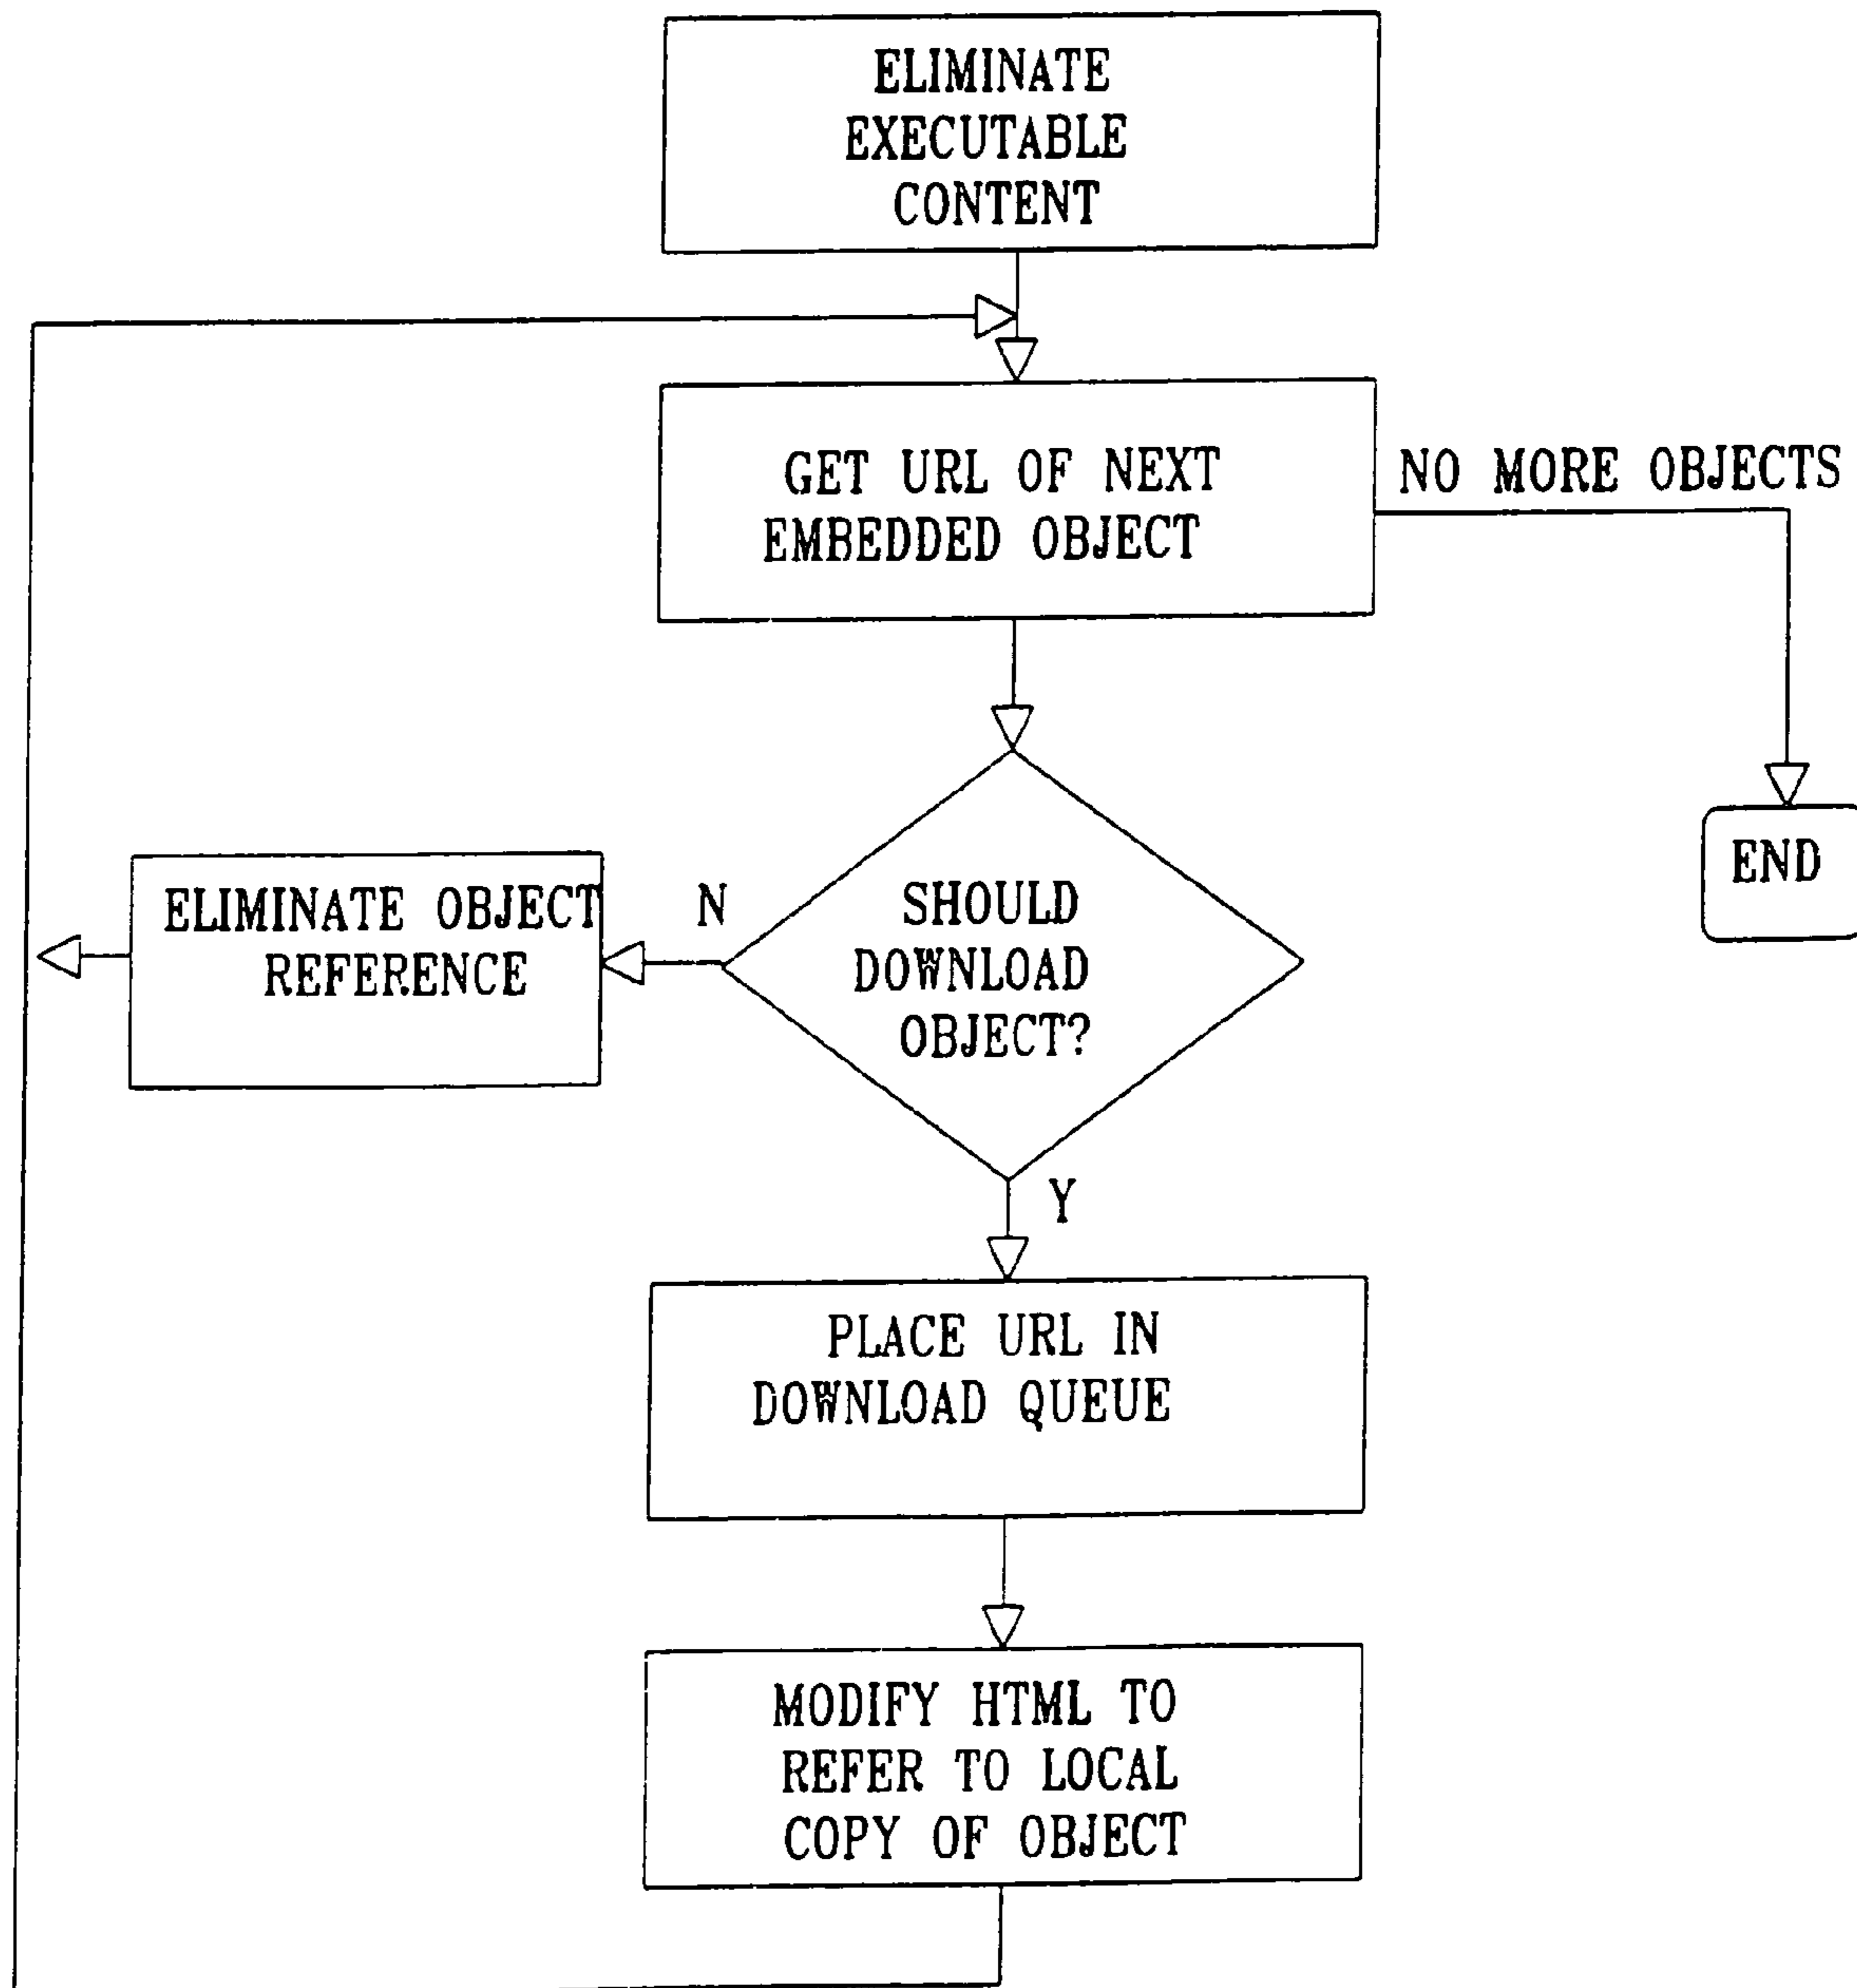 ELIMINATE
EXECUTABLE
CONTENT
GET URL OF NEXT
EMBEDDED OBJECT
NO MORE OBJECTS
END
ELIMINATE OBJECT
REFERENCE
N
SHOULD
DOWNLOAD
OBJECT?
Y
PLACE URL IN
DOWNLOAD QUEUE
MODIFY HTML TO
REFER TO LOCAL
COPY OF OBJECT